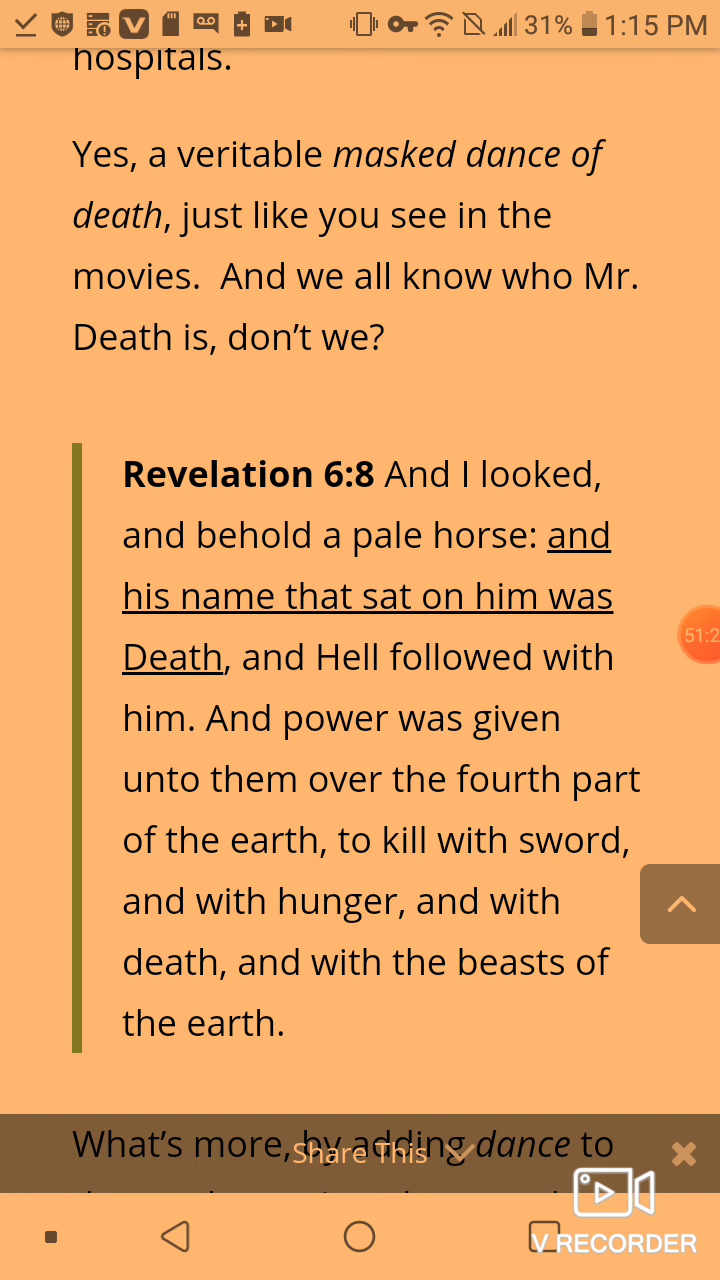 31% 1:15 PM
hospitals.
Yes, a veritable masked dance of
death, just like you see in the
movies.  And we all know who Mr.
Death is, don’t we?
Revelation 6:8 And I looked,
and behold a pale horse: and
his name that sat on him was
Death, and Hell followed with
him. And power was given
unto them over the fourth part
of the earth, to kill with sword,
and with hunger, and with
death, and with the beasts of
the earth.
51:2
What’s more, by adding dance to
Share This
V RECORDER